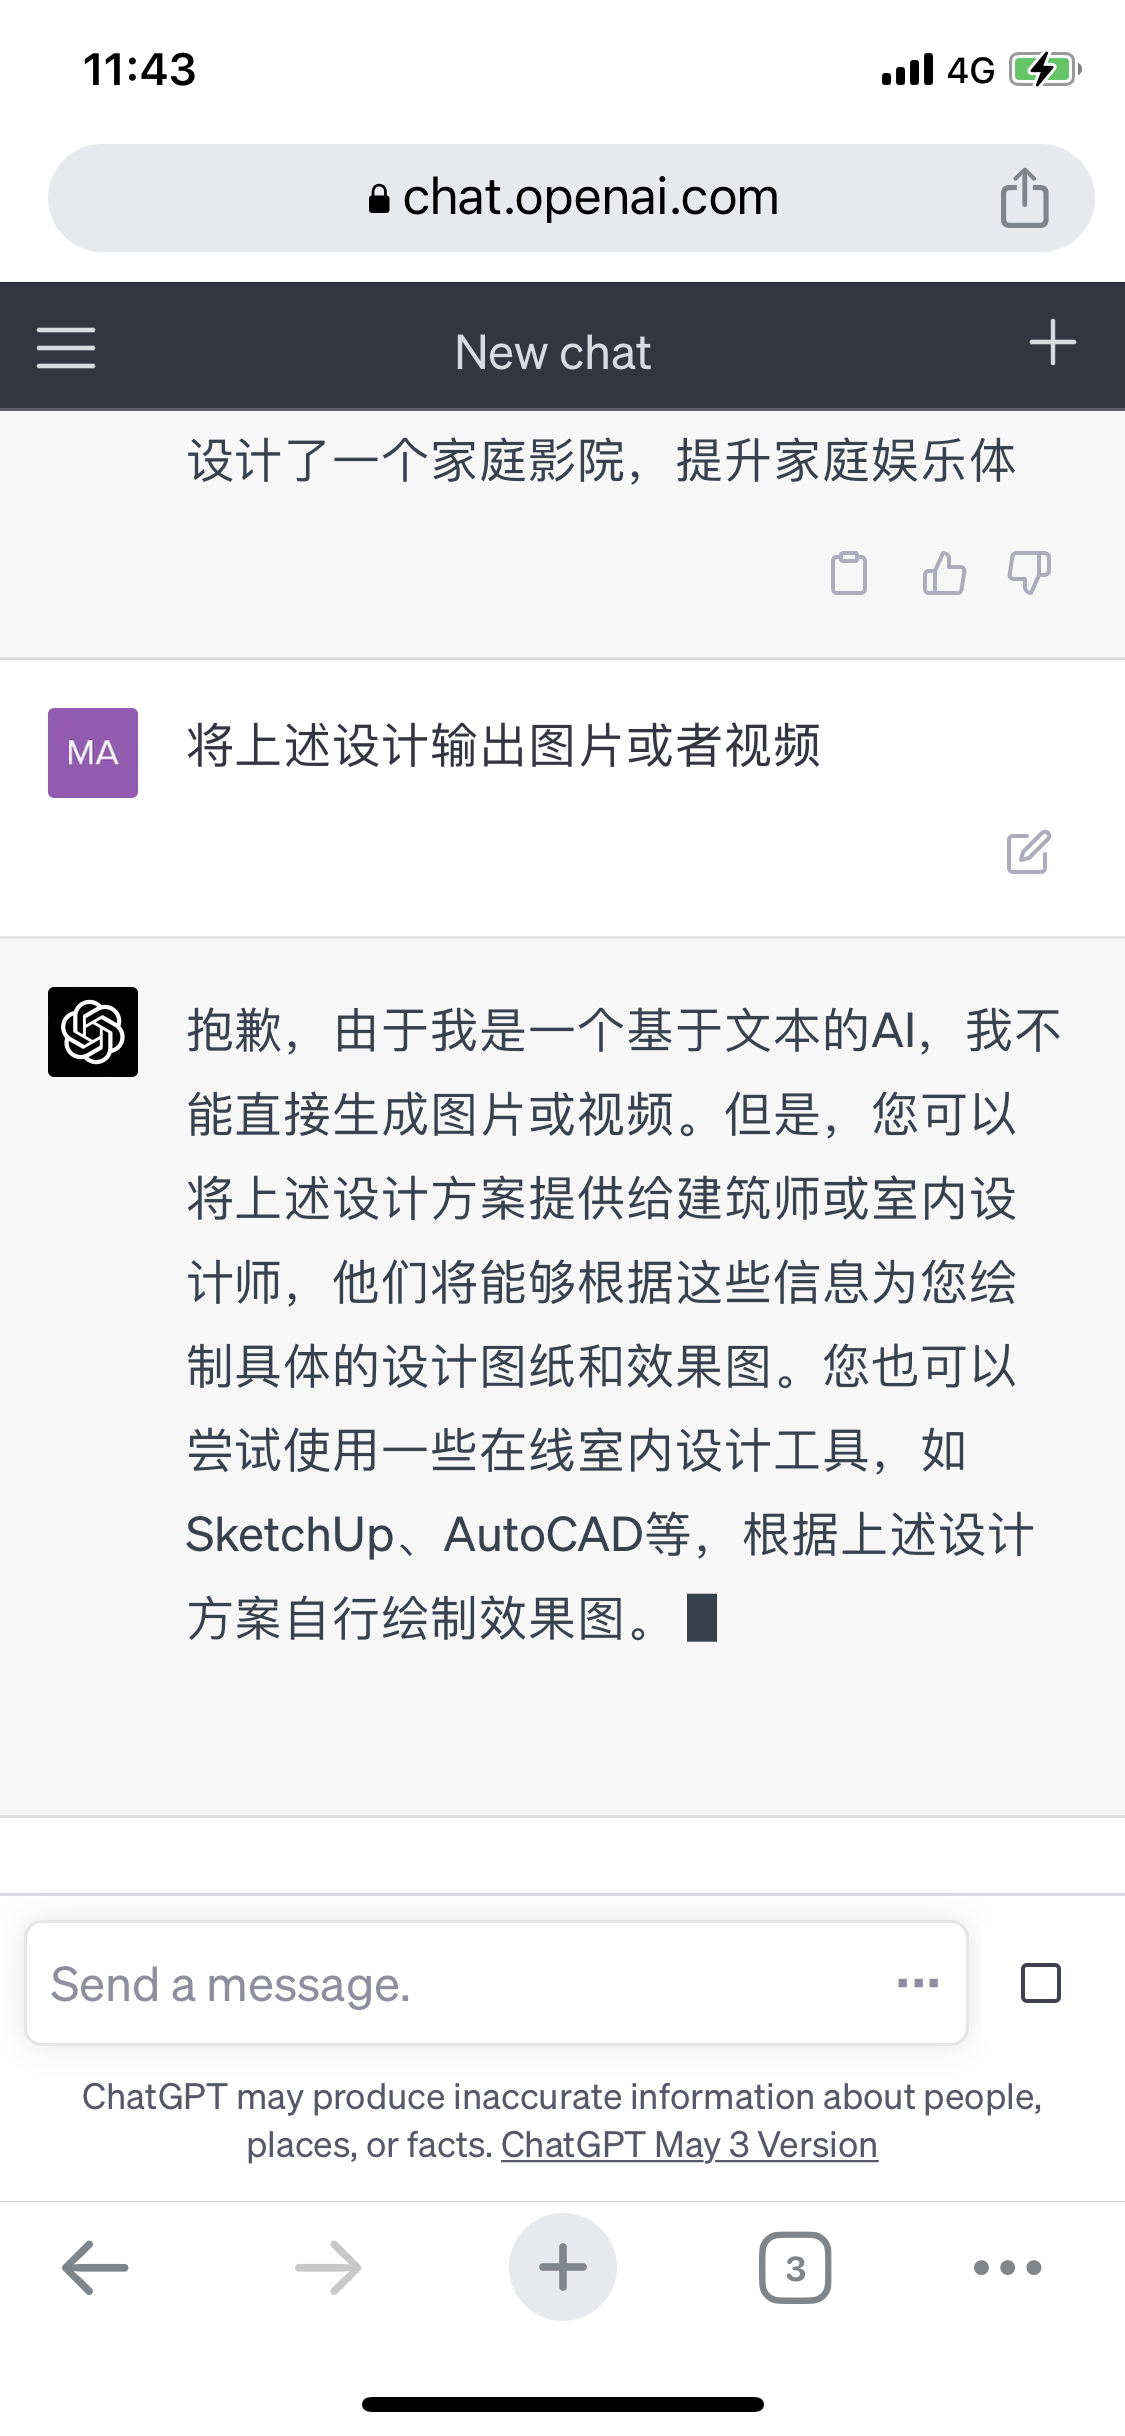 11:43
4G
chat.openai.com
New chat
设计了一个家庭影院，提升家庭娱乐体
MA
将上述设计输出图片或者视频
抱歉，由于我是一个基于文本的AI，我不
能直接生成图片或视频。但是，您可以
将上述设计方案提供给建筑师或室内设
计师，他们将能够根据这些信息为您绘
制具体的设计图纸和效果图。您也可以
尝试使用一些在线室内设计工具，如
SketchUp、AutoCAD等，根据上述设计
方案自行绘制效果图。
Send a message.
ChatGPT may produce inaccurate information about people,
places, or facts. ChatGPT May 3 Version
3